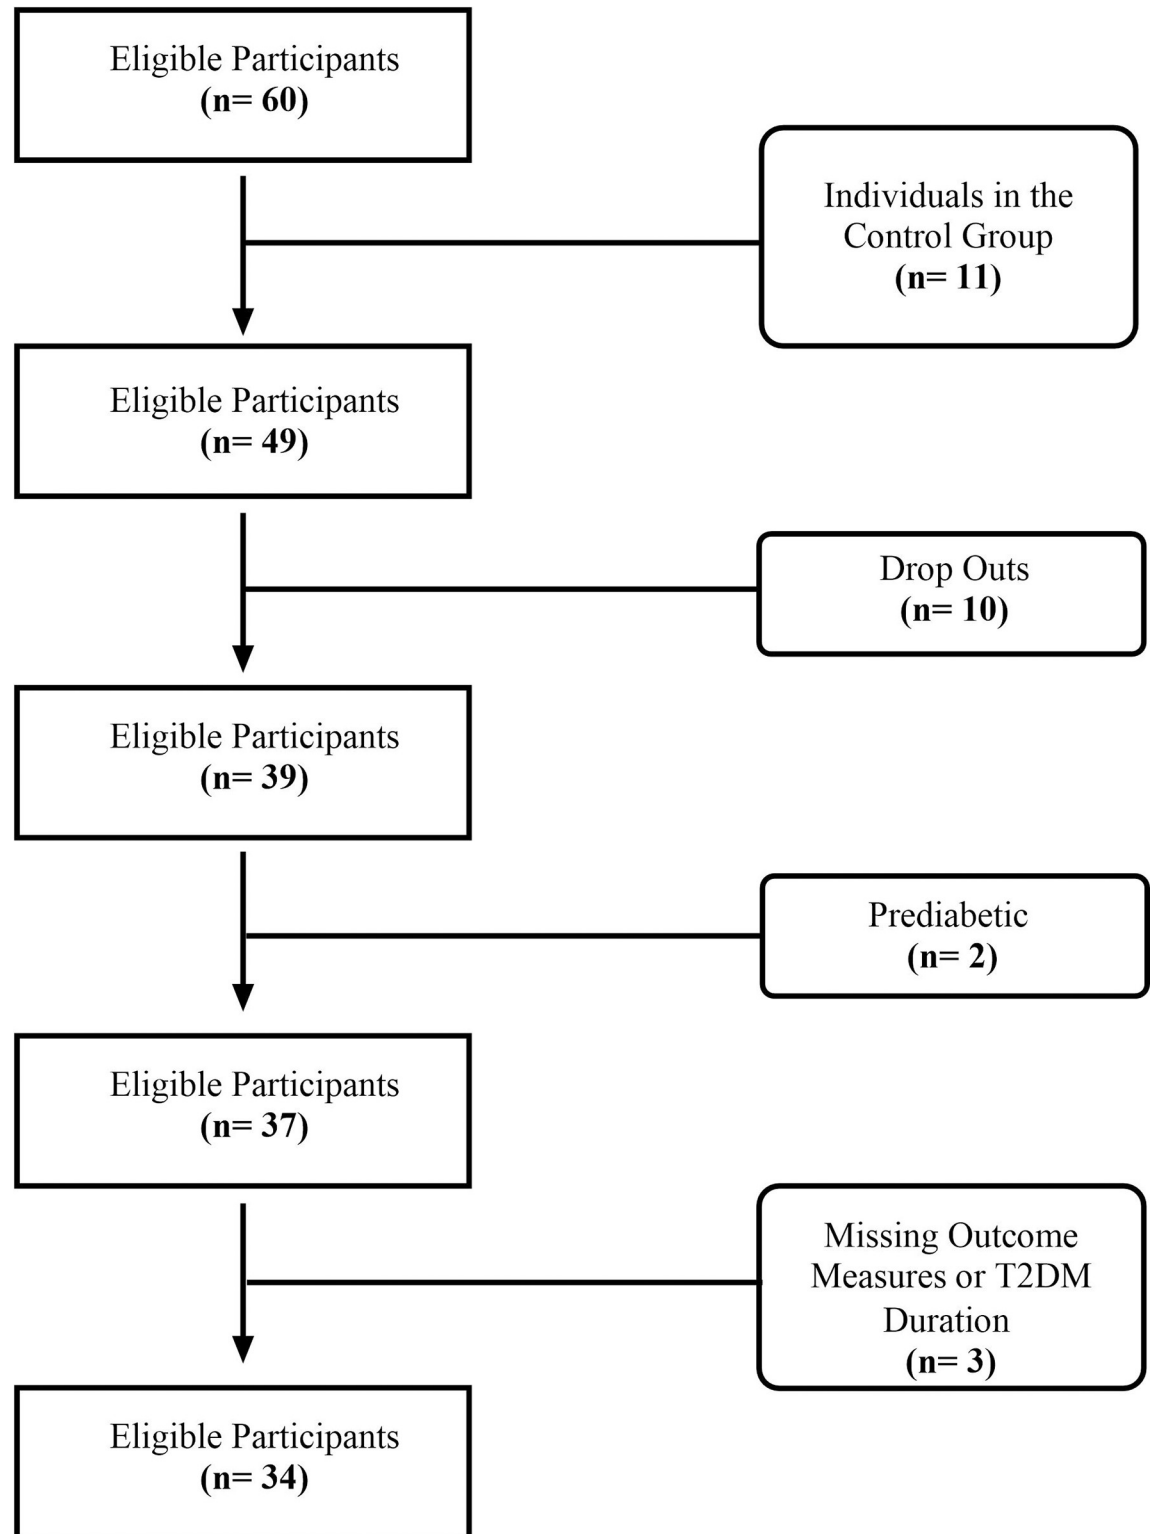 Eligible Participants
(n= 60)
Individuals in the
Control Group
(n= 11)
Eligible Participants
(n= 49)
Drop Outs
(n= 10)
Eligible Participants
(n= 39)
Prediabetic
(n= 2)
Eligible Participants
(n= 37)
Missing Outcome
Measures or T2DM
Duration
(n= 3)
Eligible Participants
(n= 34)